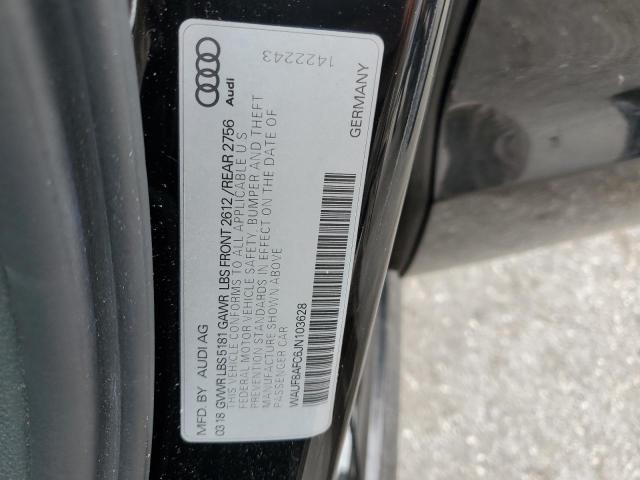 MFD. BY AUDI AG
03 18 GVWR LBS 5181 GAWR LBS FRONT 2612 / REAR 2756
THIS VEHICLE CONFORMS TO ALL APPLICABLE U S
FEDERAL MOTOR VEHICLE SAFETY, BUMPER AND THEFT
PREVENTION STANDARDS IN EFFECT ON THE DATE OF
MANUFACTURE SHOWN ABOVE
PASSENGER CAR
WAUF8AFC6JN103628
Audi
GERMANY
1422243